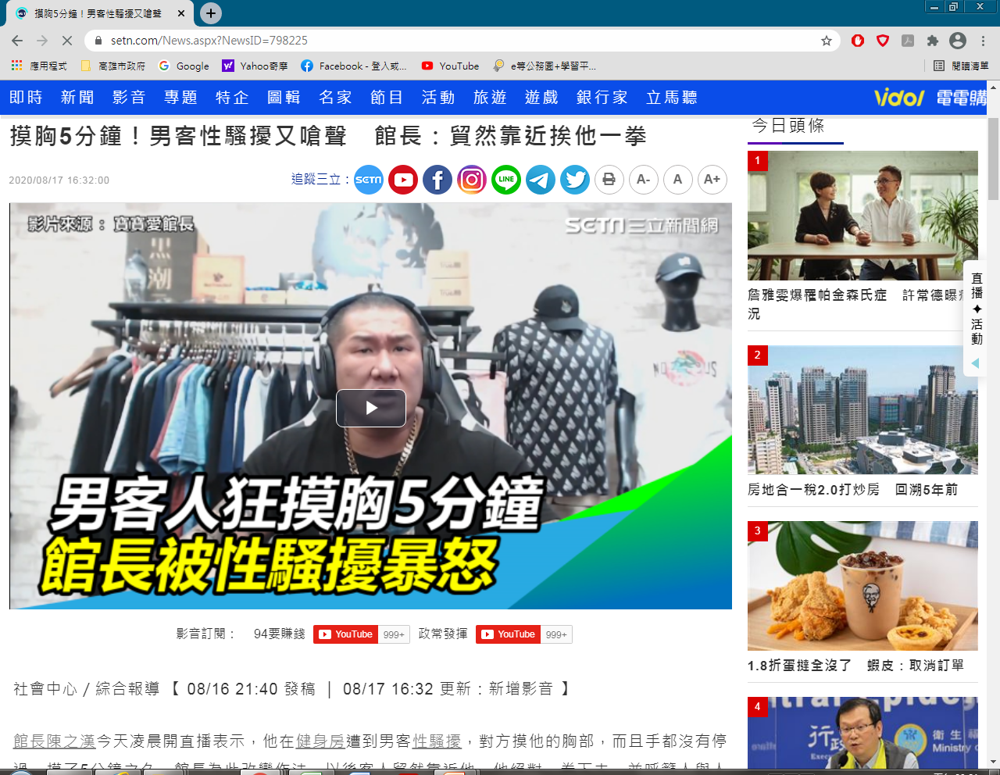 摸胸5分鐘！男客性騷擾又嗆聲
setn.com/News.aspx?NewsID=798225
應用程式 高雄市政府 Google Yahoo奇摩 Facebook - 登入或... YouTube e等公務園+學習平... 閱讀清單
即時 新聞 影音 專題 特企 圖輯 名家 節目 活動 旅遊 遊戲 銀行家 立馬聽 Vidol 電電購
摸胸5分鐘！男客性騷擾又嗆聲 館長：貿然靠近挨他一拳
2020/08/17 16:32:00
追蹤三立： SETN LINE A- A A+
影片來源： 寶寶愛館長
SETN三立新聞網
黑潮
男客人狂摸胸5分鐘
館長被性騷擾暴怒
影音訂閱： 94要賺錢 YouTube 999+ 政常發揮 YouTube 999+
社會中心／綜合報導 【 08/16 21:40 發稿 ｜ 08/17 16:32 更新：新增影音 】
館長陳之漢今天凌晨開直播表示，他在健身房遭到男客性騷擾，對方摸他的胸部，而且手都沒有停
今日頭條
1
詹雅雯爆罹帕金森氏症 許常德曝病
況
2
房地合一稅2.0打炒房 回溯5年前
3
KFC
1.8折蛋撻全沒了 蝦皮：取消訂單
4
行政
衛生福
Ministry o
直播✦活動